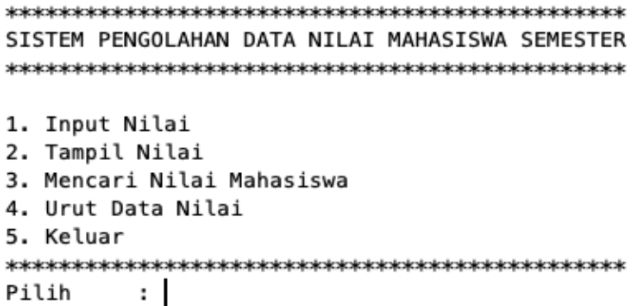 ***********************************************
SISTEM PENGOLAHAN DATA NILAI MAHASISWA SEMESTER
***********************************************
1. Input Nilai
2. Tampil Nilai
3. Mencari Nilai Mahasiswa
4. Urut Data Nilai
5. Keluar
***********************************************
Pilih     :